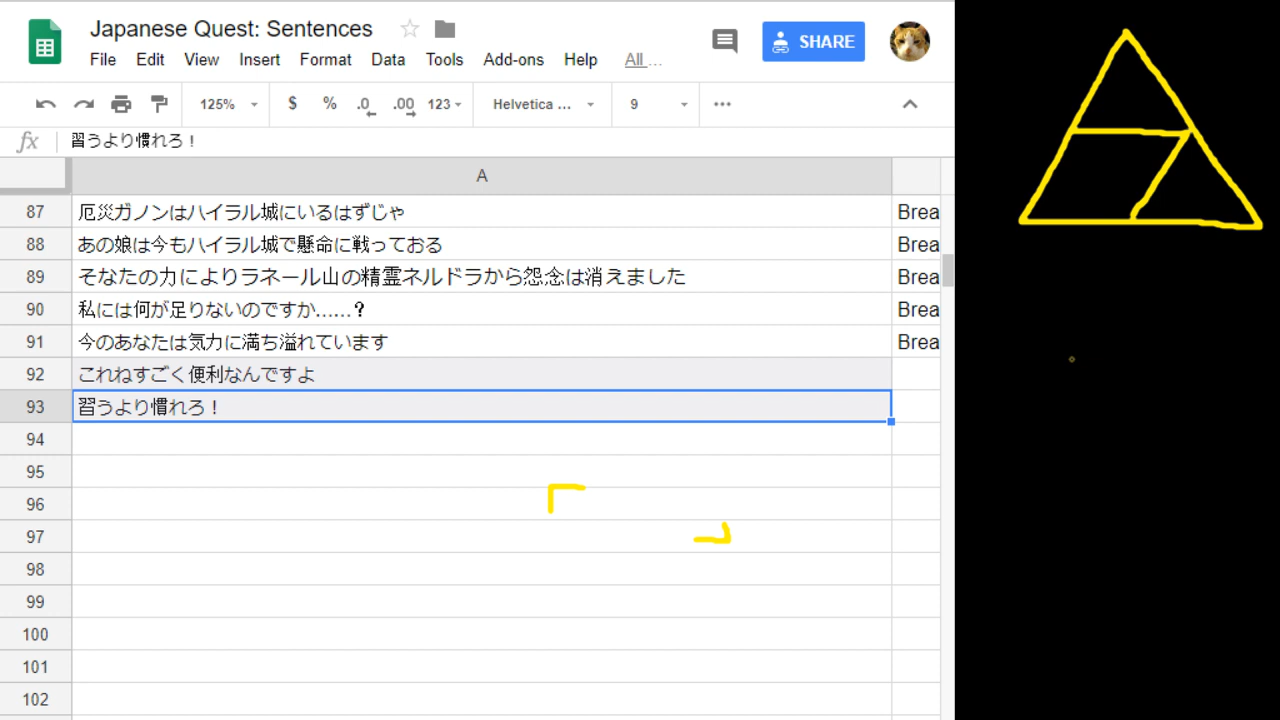 Japanese Quest: Sentences
File Edit View Insert Format Data Tools Add-ons Help All ...
SHARE
125% $ % .0 .00 123 Helvetica ... 9
fx 習うより慣れろ！
A
87 厄災ガノンはハイラル城にいるはずじゃ Brea
88 あの娘は今もハイラル城で懸命に戦っておる Brea
89 そなたの力によりラネール山の精霊ネルドラから怨念は消えました Brea
90 私には何が足りないのですか……？ Brea
91 今のあなたは気力に満ち溢れています Brea
92 これねすごく便利なんですよ
93 習うより慣れろ！
94
95
96
97
98
99
100
101
102
「
」